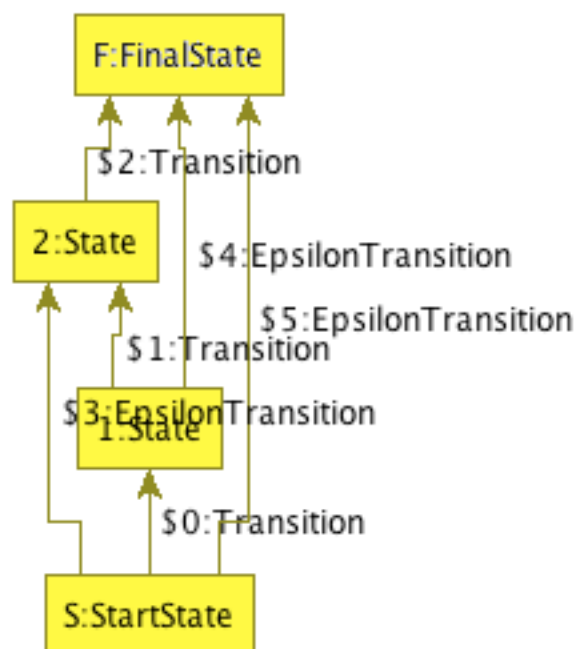 F:FinalState
$2:Transition
2:State
$4:EpsilonTransition
$5:EpsilonTransition
$1:Transition
$3:EpsilonTransition
1:State
$0:Transition
S:StartState